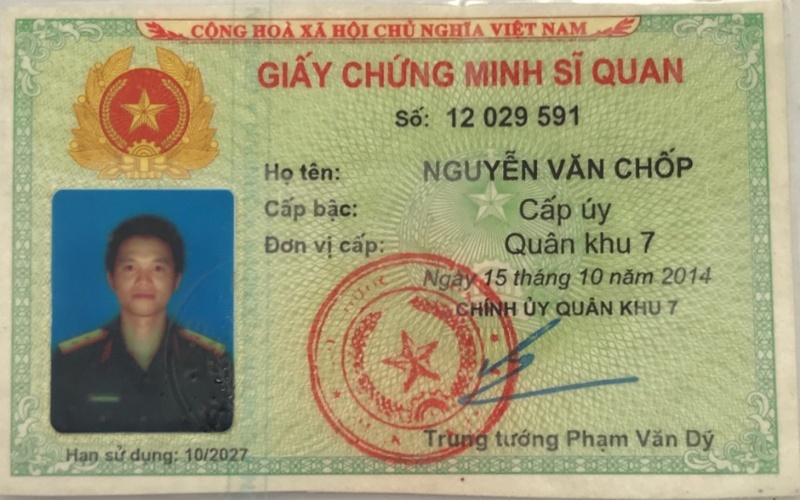 CỘNG HOÀ XÃ HỘI CHỦ NGHĨA VIỆT NAM
GIẤY CHỨNG MINH SĨ QUAN
Số: 12 029 591
Họ tên: NGUYỄN VĂN CHỐP
Cấp bậc: Cấp úy
Đơn vị cấp: Quân khu 7
Ngày 15 tháng 10 năm 2014
CHÍNH ỦY QUÂN KHU 7
Trung tướng Phạm Văn Dỹ
Hạn sử dụng: 10/2027